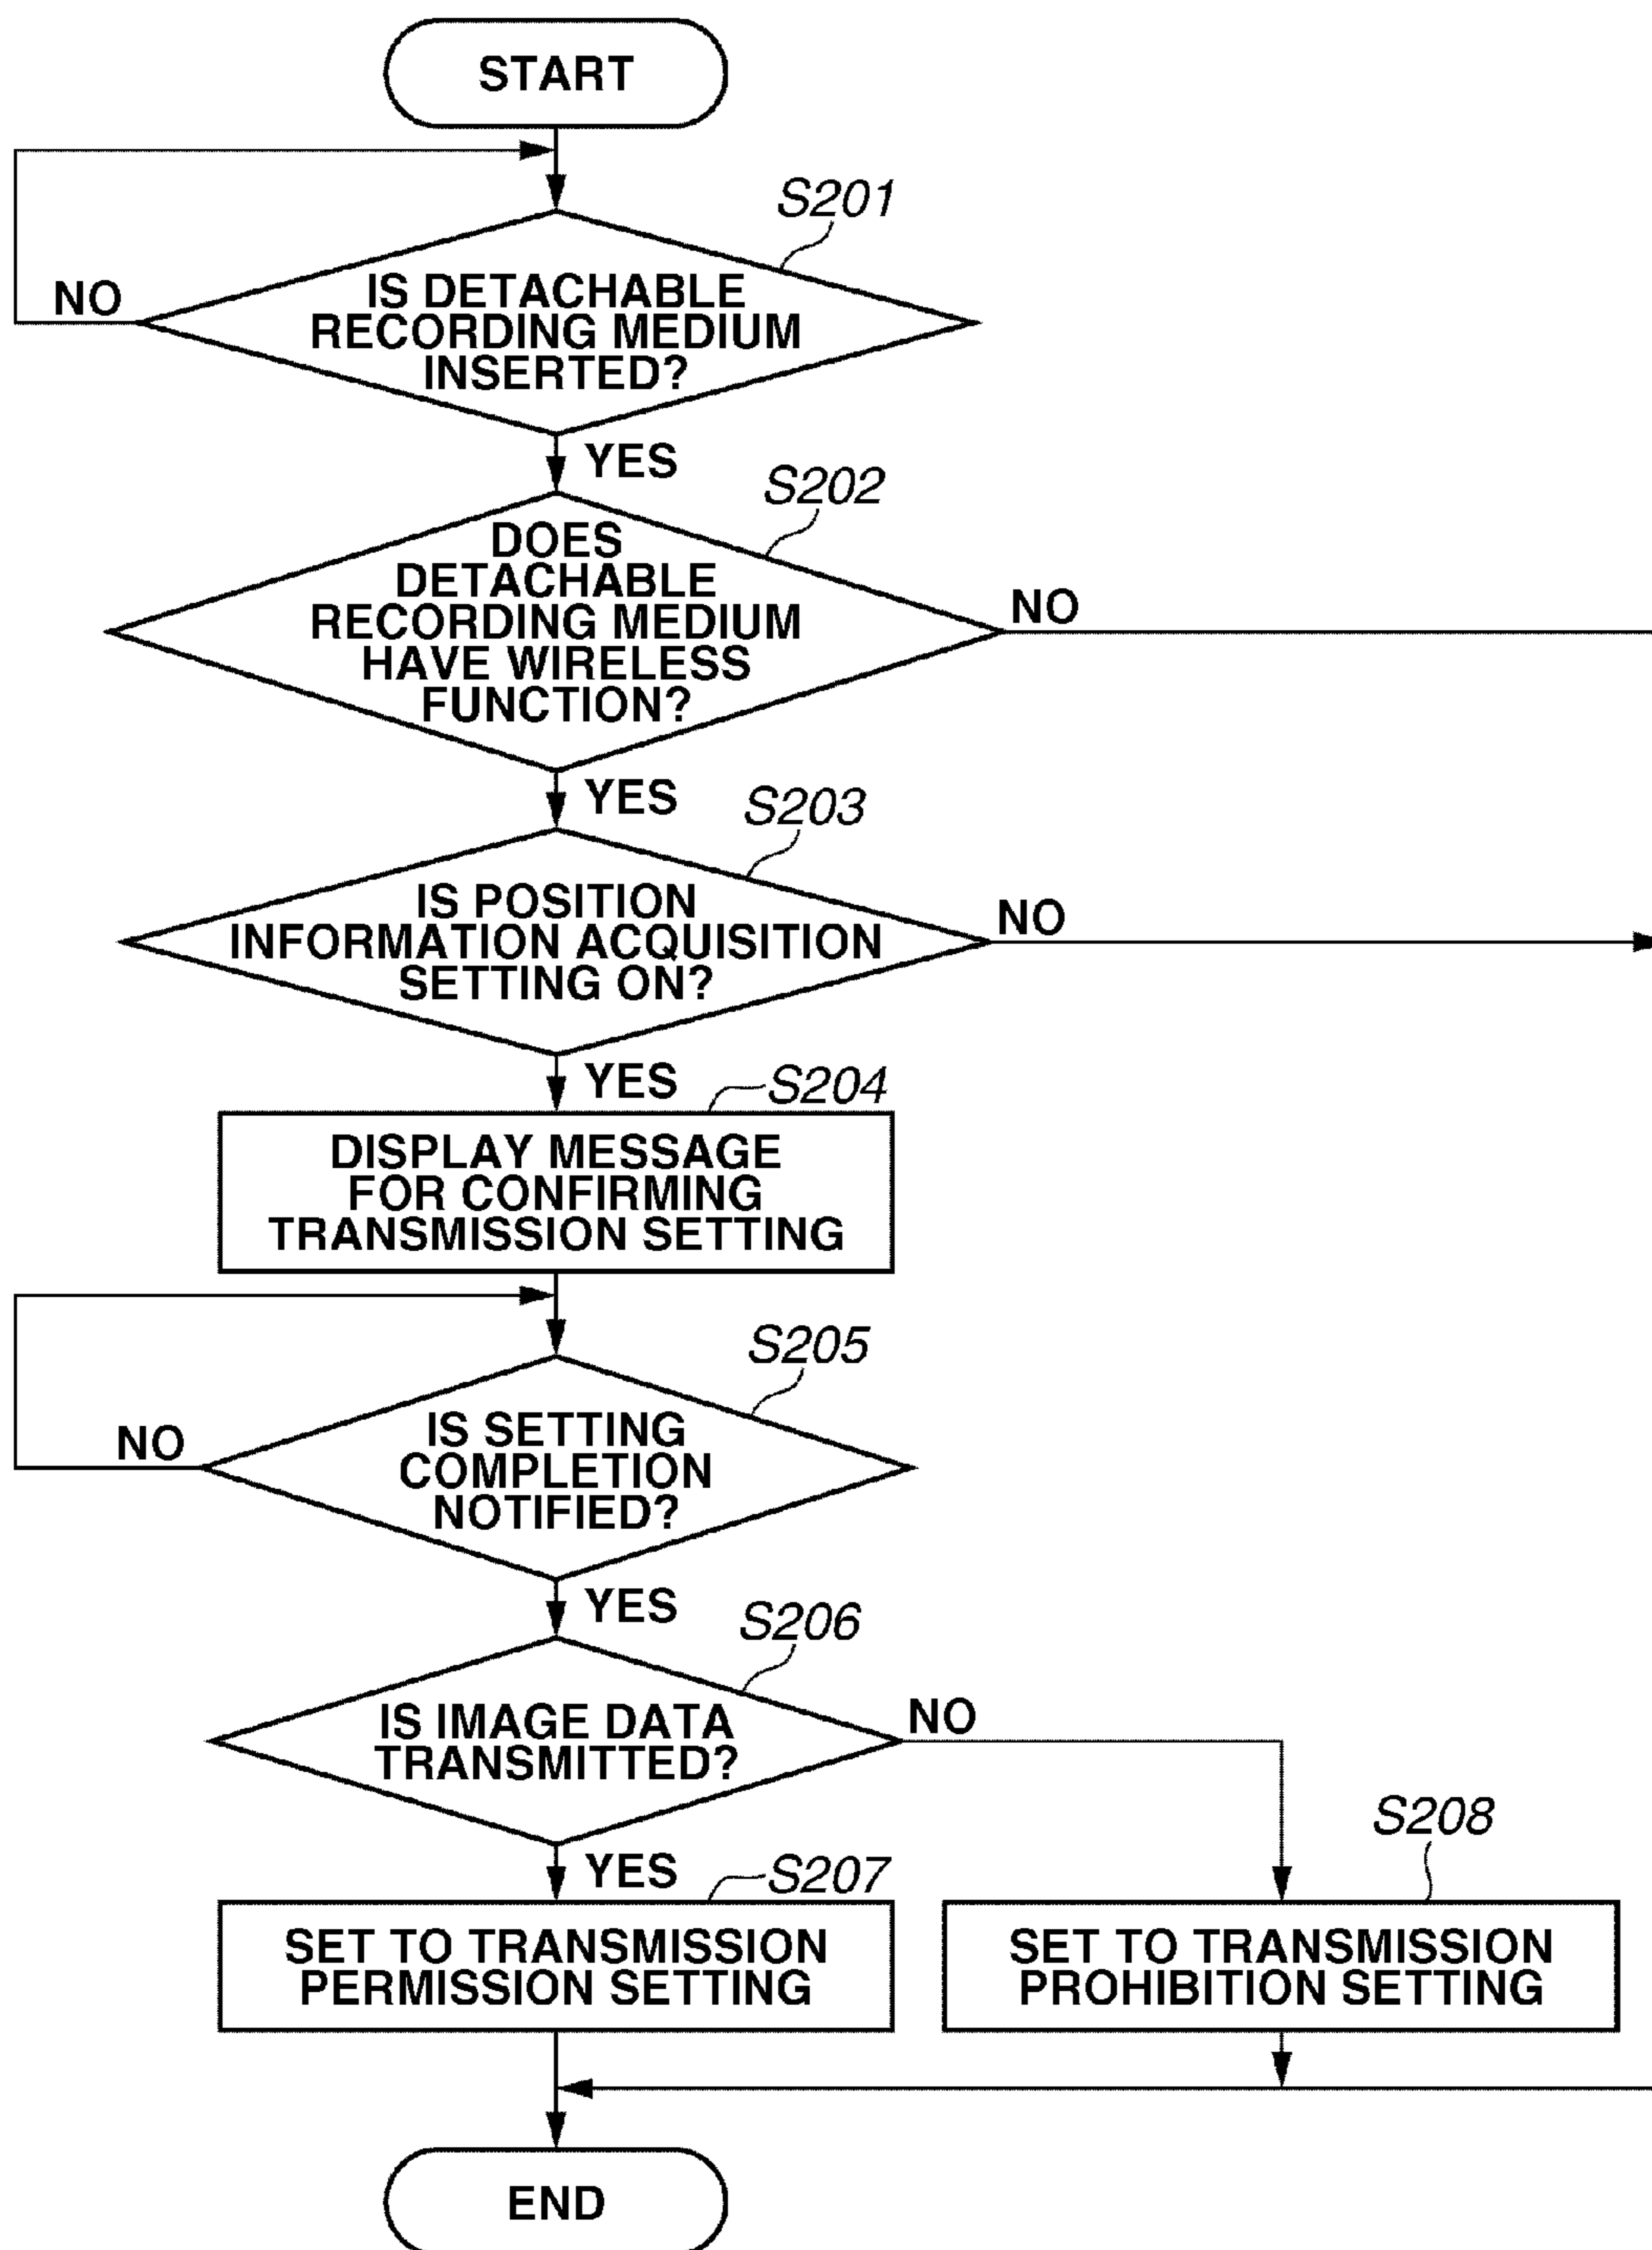 START
S201
NO
IS DETACHABLE
RECORDING MEDIUM
INSERTED?
YES
S202
DOES
DETACHABLE
RECORDING MEDIUM
HAVE WIRELESS
FUNCTION?
NO
YES
S203
IS POSITION
INFORMATION ACQUISITION
SETTING ON?
NO
YES
S204
DISPLAY MESSAGE
FOR CONFIRMING
TRANSMISSION SETTING
S205
NO
IS SETTING
COMPLETION
NOTIFIED?
YES
S206
IS IMAGE DATA
TRANSMITTED?
NO
YES
S207
SET TO TRANSMISSION
PERMISSION SETTING
S208
SET TO TRANSMISSION
PROHIBITION SETTING
END